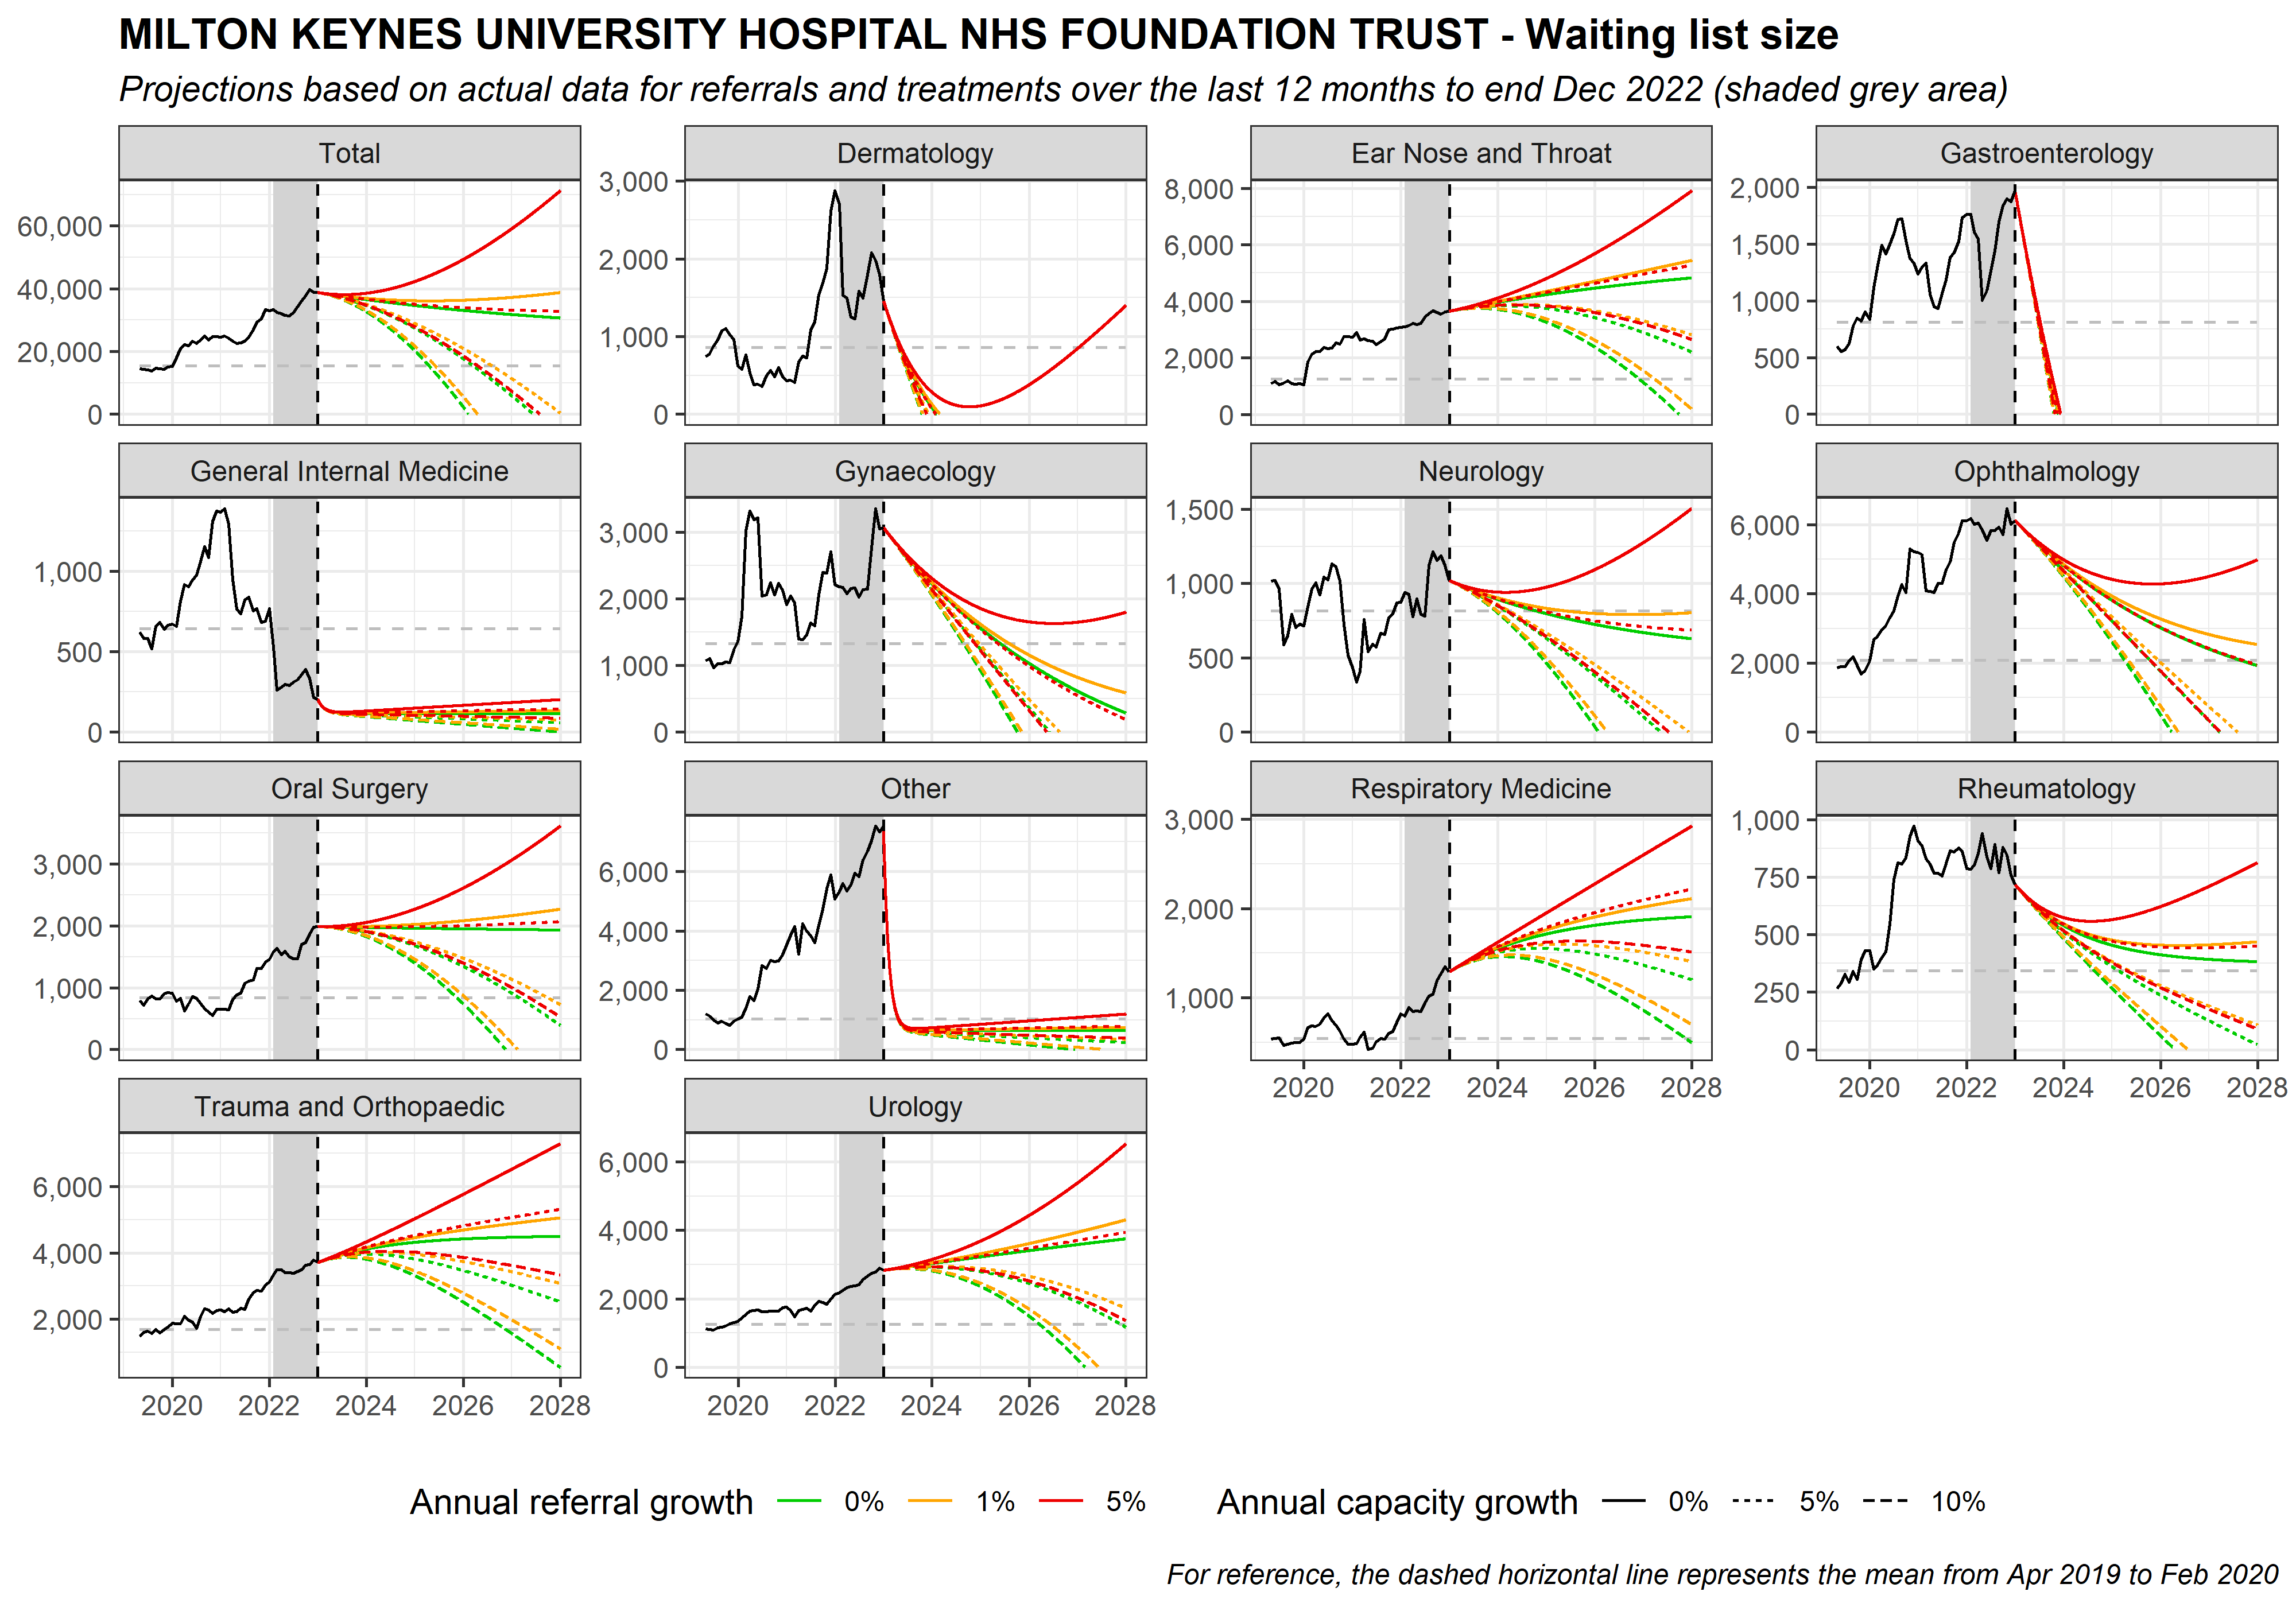 MILTON KEYNES UNIVERSITY HOSPITAL NHS FOUNDATION TRUST - Waiting list size
Projections based on actual data for referrals and treatments over the last 12 months to end Dec 2022 (shaded grey area)
Total
60,000
40,000
20,000
0
Dermatology
3,000
2,000
1,000
0
Ear Nose and Throat
8,000
6,000
4,000
2,000
0
Gastroenterology
2,000
1,500
1,000
500
0
General Internal Medicine
1,000
500
0
Gynaecology
3,000
2,000
1,000
0
Neurology
1,500
1,000
500
0
Ophthalmology
6,000
4,000
2,000
0
Oral Surgery
3,000
2,000
1,000
0
Other
6,000
4,000
2,000
0
Respiratory Medicine
3,000
2,000
1,000
2020 2022 2024 2026 2028
Rheumatology
1,000
750
500
250
0
2020 2022 2024 2026 2028
Trauma and Orthopaedic
6,000
4,000
2,000
2020 2022 2024 2026 2028
Urology
6,000
4,000
2,000
0
2020 2022 2024 2026 2028
Annual referral growth 0% 1% 5%
Annual capacity growth 0% 5% 10%
For reference, the dashed horizontal line represents the mean from Apr 2019 to Feb 2020